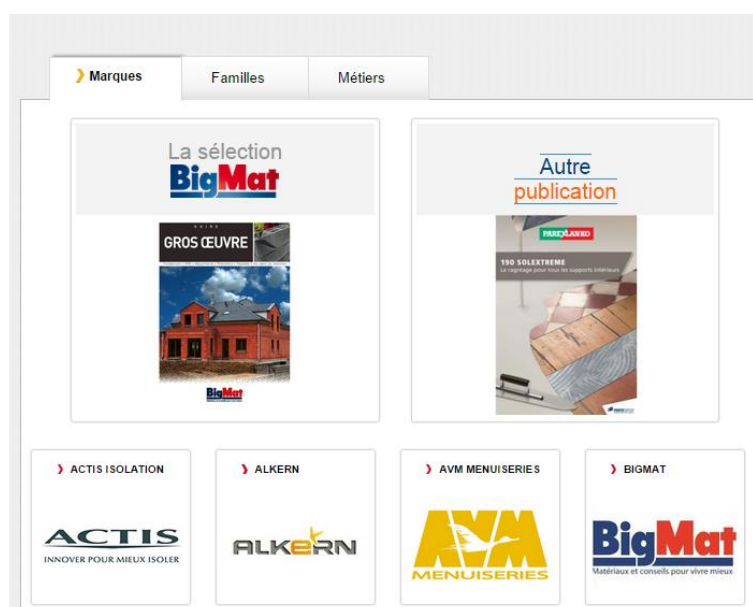 Marques
Familles
Métiers
La sélection
BigMat
GUIDE
GROS ŒUVRE
BigMat
Autre
publication
PAREXLANKO
190 SOLEXTREME
Le ragréage pour tous les supports intérieurs
ACTIS ISOLATION
ACTIS
INNOVER POUR MIEUX ISOLER
ALKERN
ALKERN
AVM MENUISERIES
AVM
MENUISERIES
BIGMAT
BigMat
Matériaux et conseils pour vivre mieux